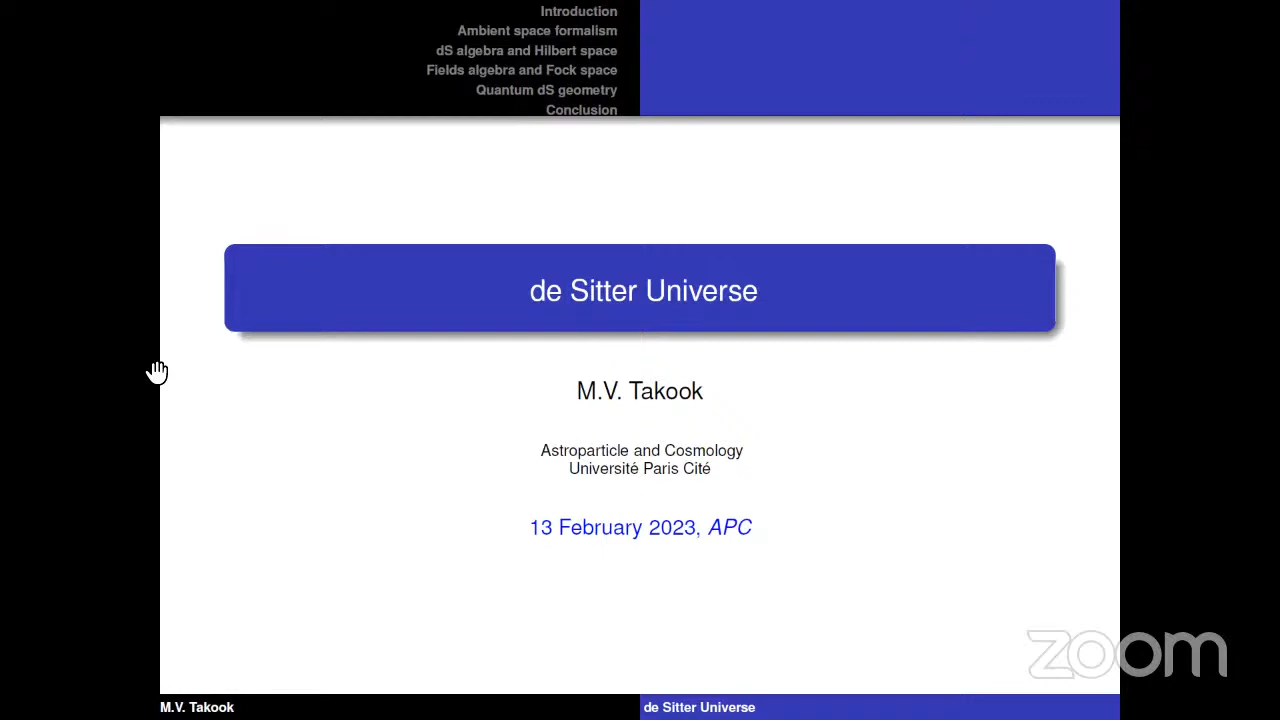 Introduction
Ambient space formalism
dS algebra and Hilbert space
Fields algebra and Fock space
Quantum dS geometry
Conclusion
de Sitter Universe
M.V. Takook
Astroparticle and Cosmology
Université Paris Cité
13 February 2023, APC
zoom
M.V. Takook
de Sitter Universe